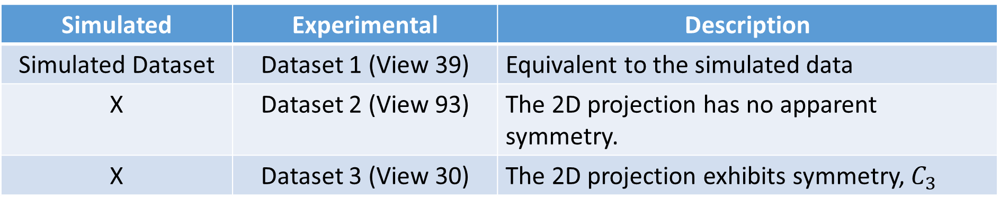 Simulated Experimental Description
Simulated Dataset Dataset 1 (View 39) Equivalent to the simulated data
X Dataset 2 (View 93) The 2D projection has no apparent
symmetry.
X Dataset 3 (View 30) The 2D projection exhibits symmetry, C₃